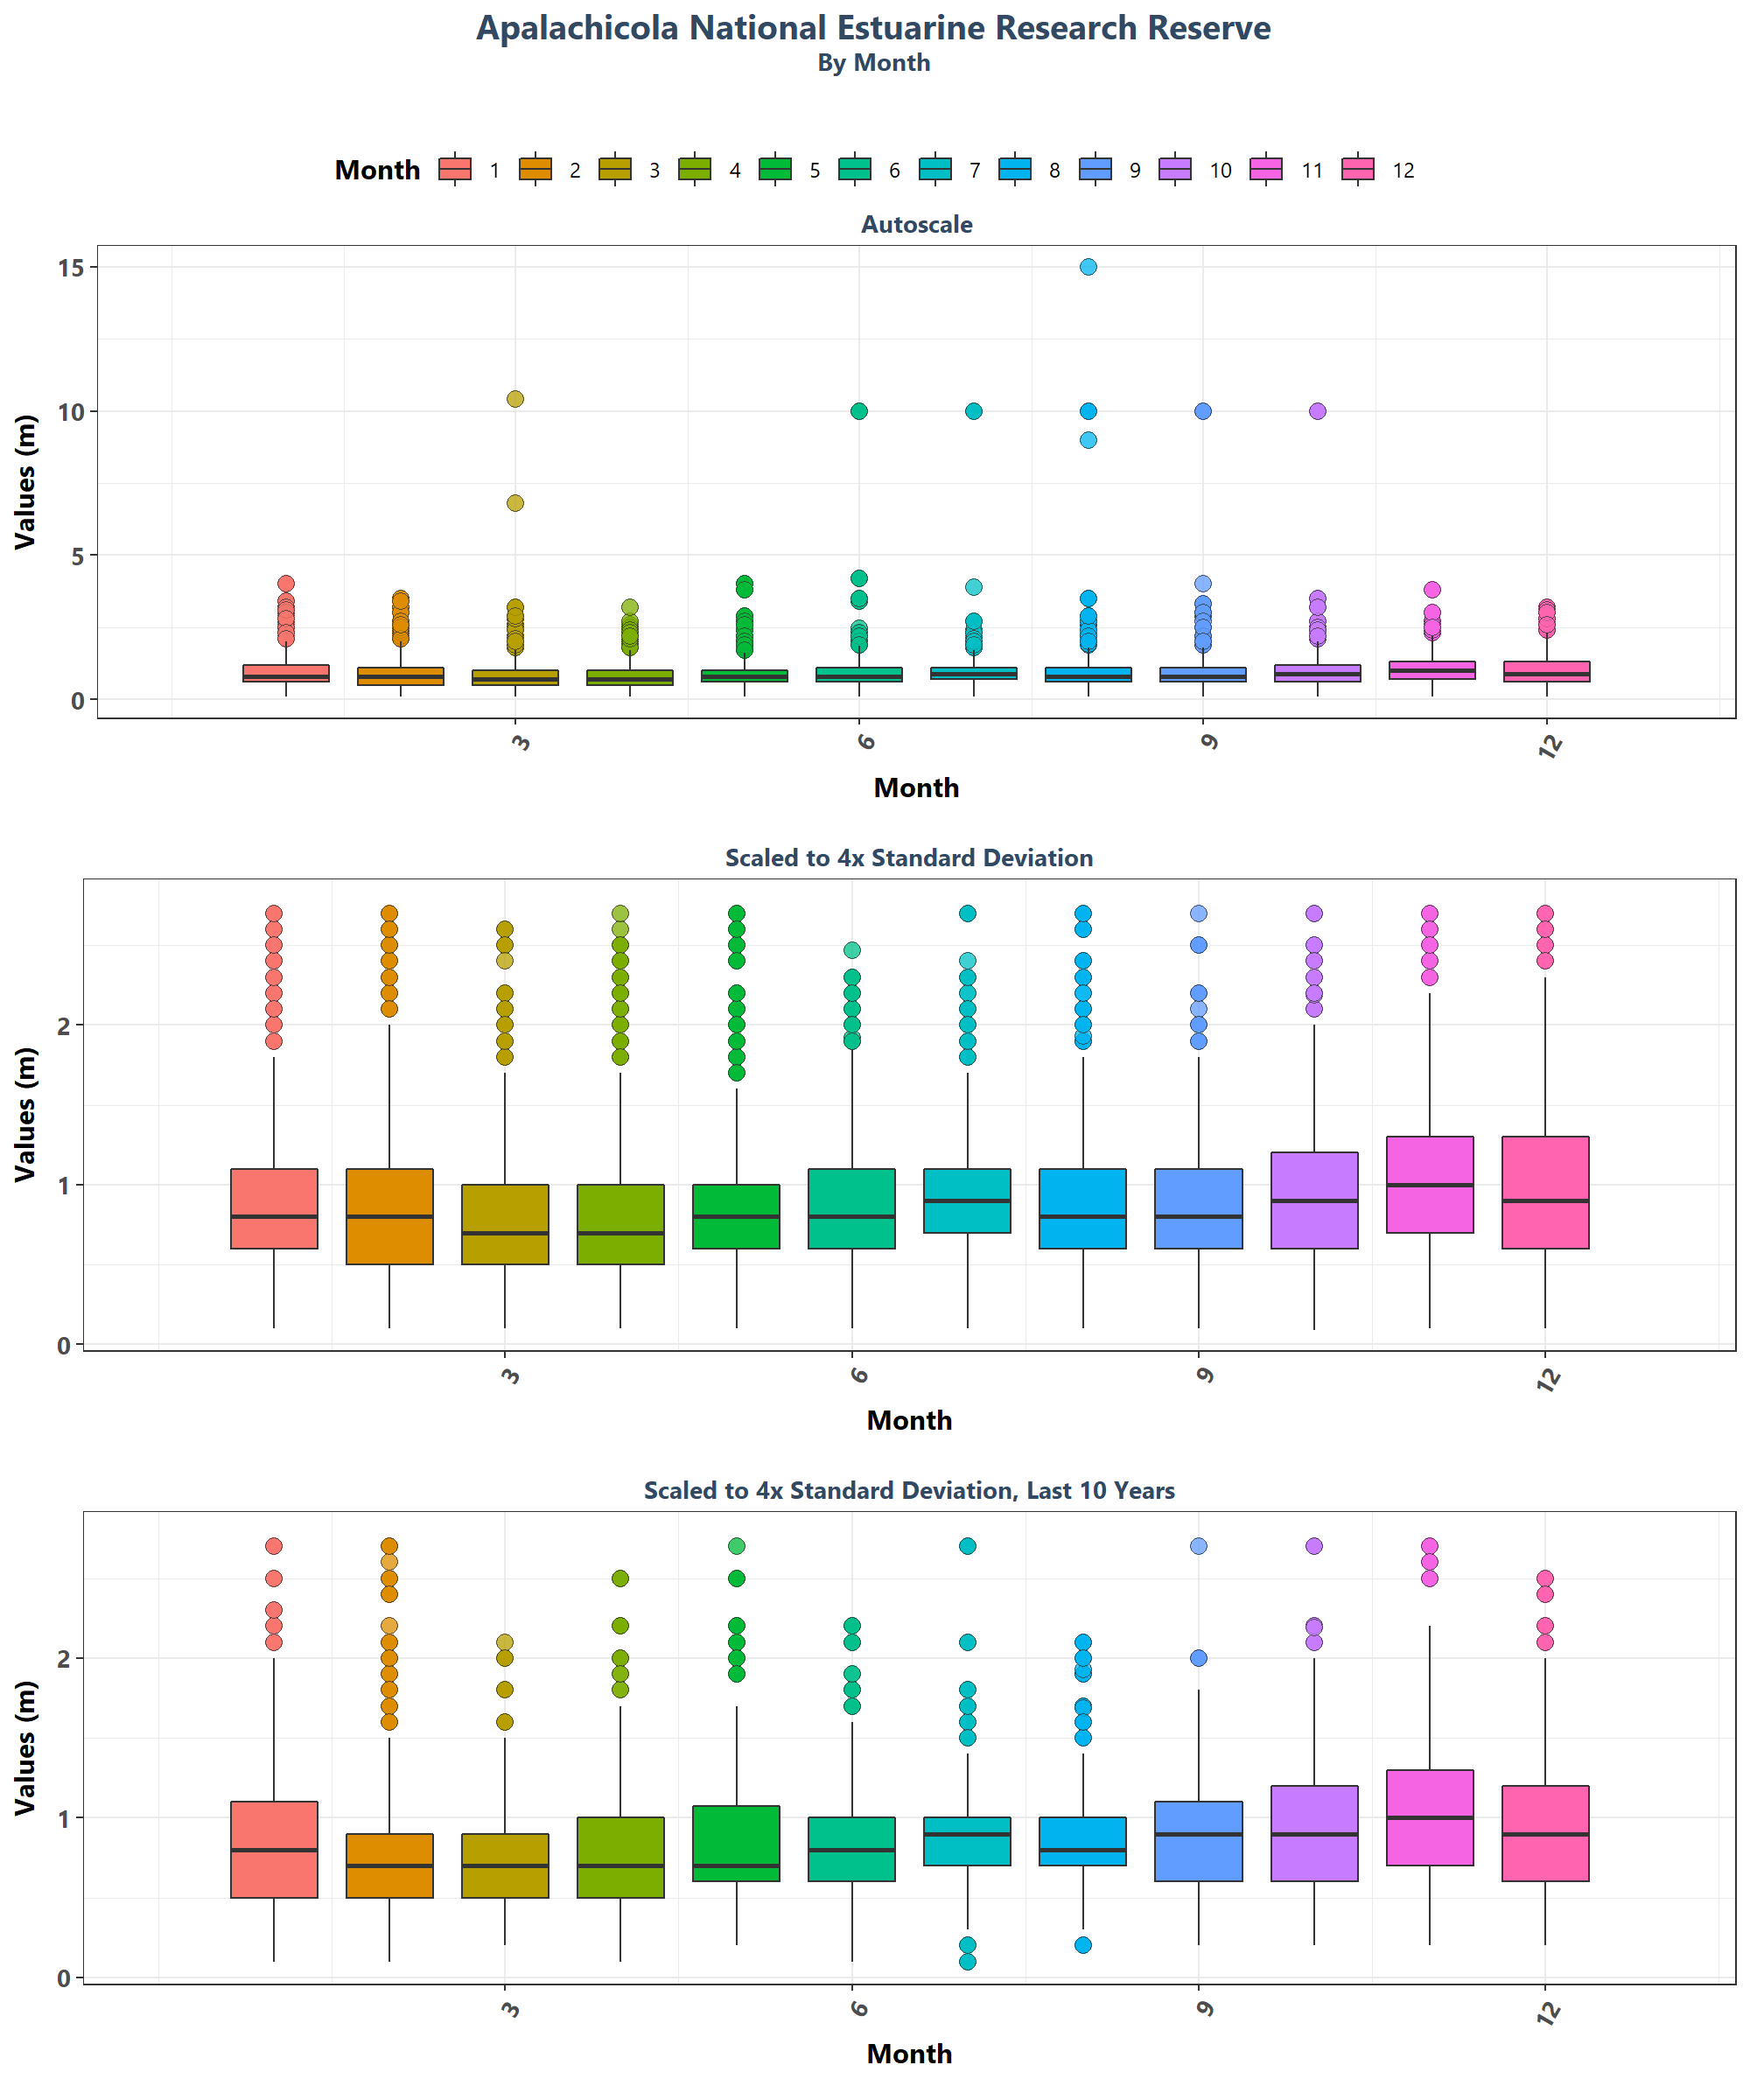 Apalachicola National Estuarine Research Reserve
By Month
Month 1 2 3 4 5 6 7 8 9 10 11 12
Autoscale
Values (m)
15
10
5
0
3 6 9 12
Month
Scaled to 4x Standard Deviation
Values (m)
2
1
0
3 6 9 12
Month
Scaled to 4x Standard Deviation, Last 10 Years
Values (m)
2
1
0
3 6 9 12
Month